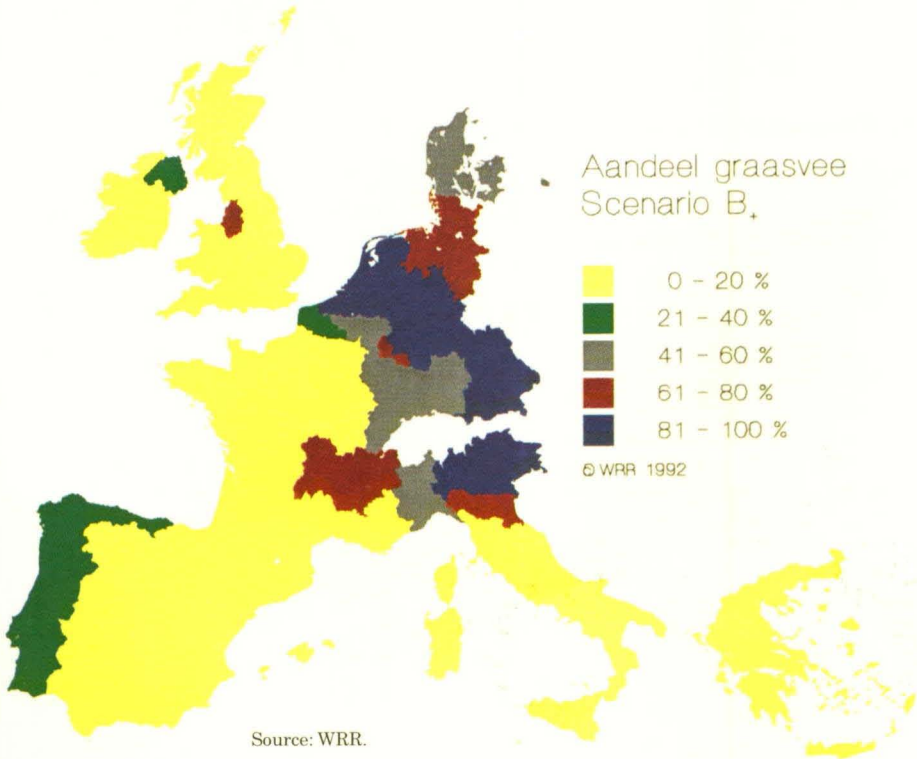 Aandeel graasvee
Scenario B+
0 - 20 %
21 - 40 %
41 - 60 %
61 - 80 %
81 - 100 %
© WRR 1992
Source: WRR.